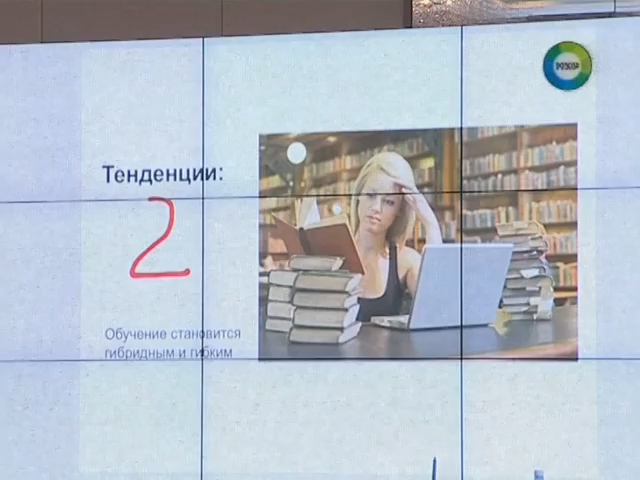 Тенденции:
2
Обучение становится
гибридным и гибким